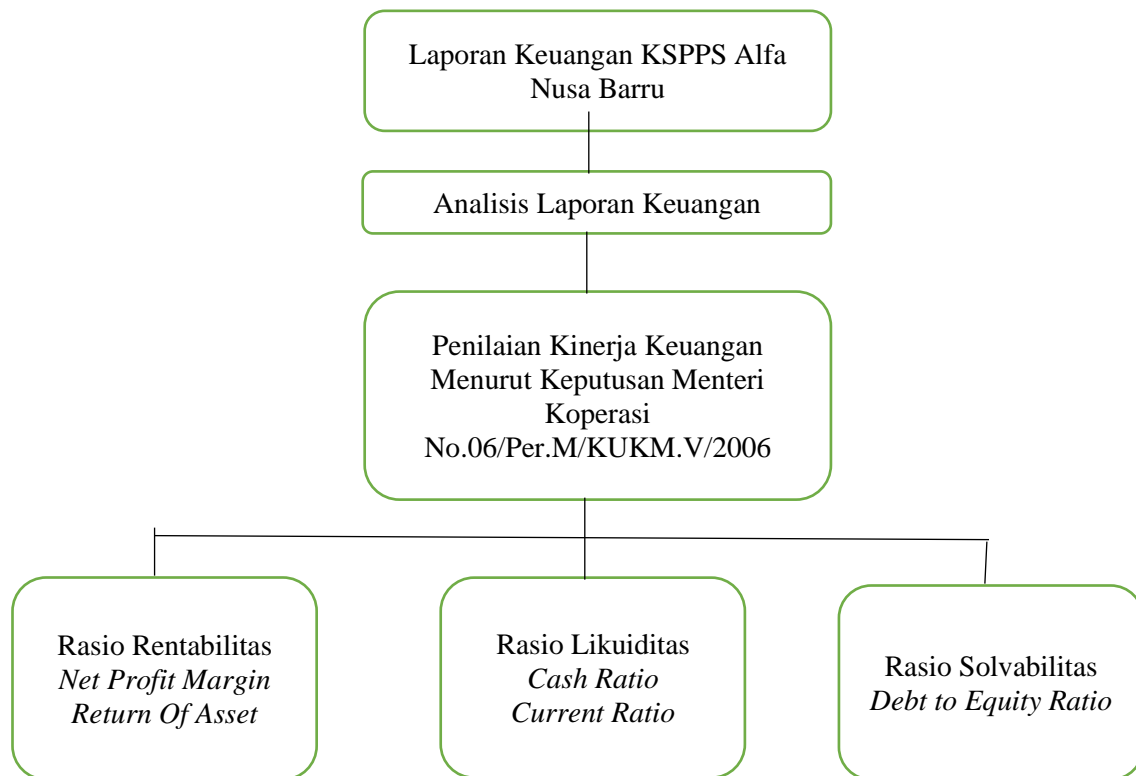 Laporan Keuangan KSPPS Alfa
Nusa Barru
Analisis Laporan Keuangan
Penilaian Kinerja Keuangan
Menurut Keputusan Menteri
Koperasi
No.06/Per.M/KUKM.V/2006
Rasio Rentabilitas
Net Profit Margin
Return Of Asset
Rasio Likuiditas
Cash Ratio
Current Ratio
Rasio Solvabilitas
Debt to Equity Ratio